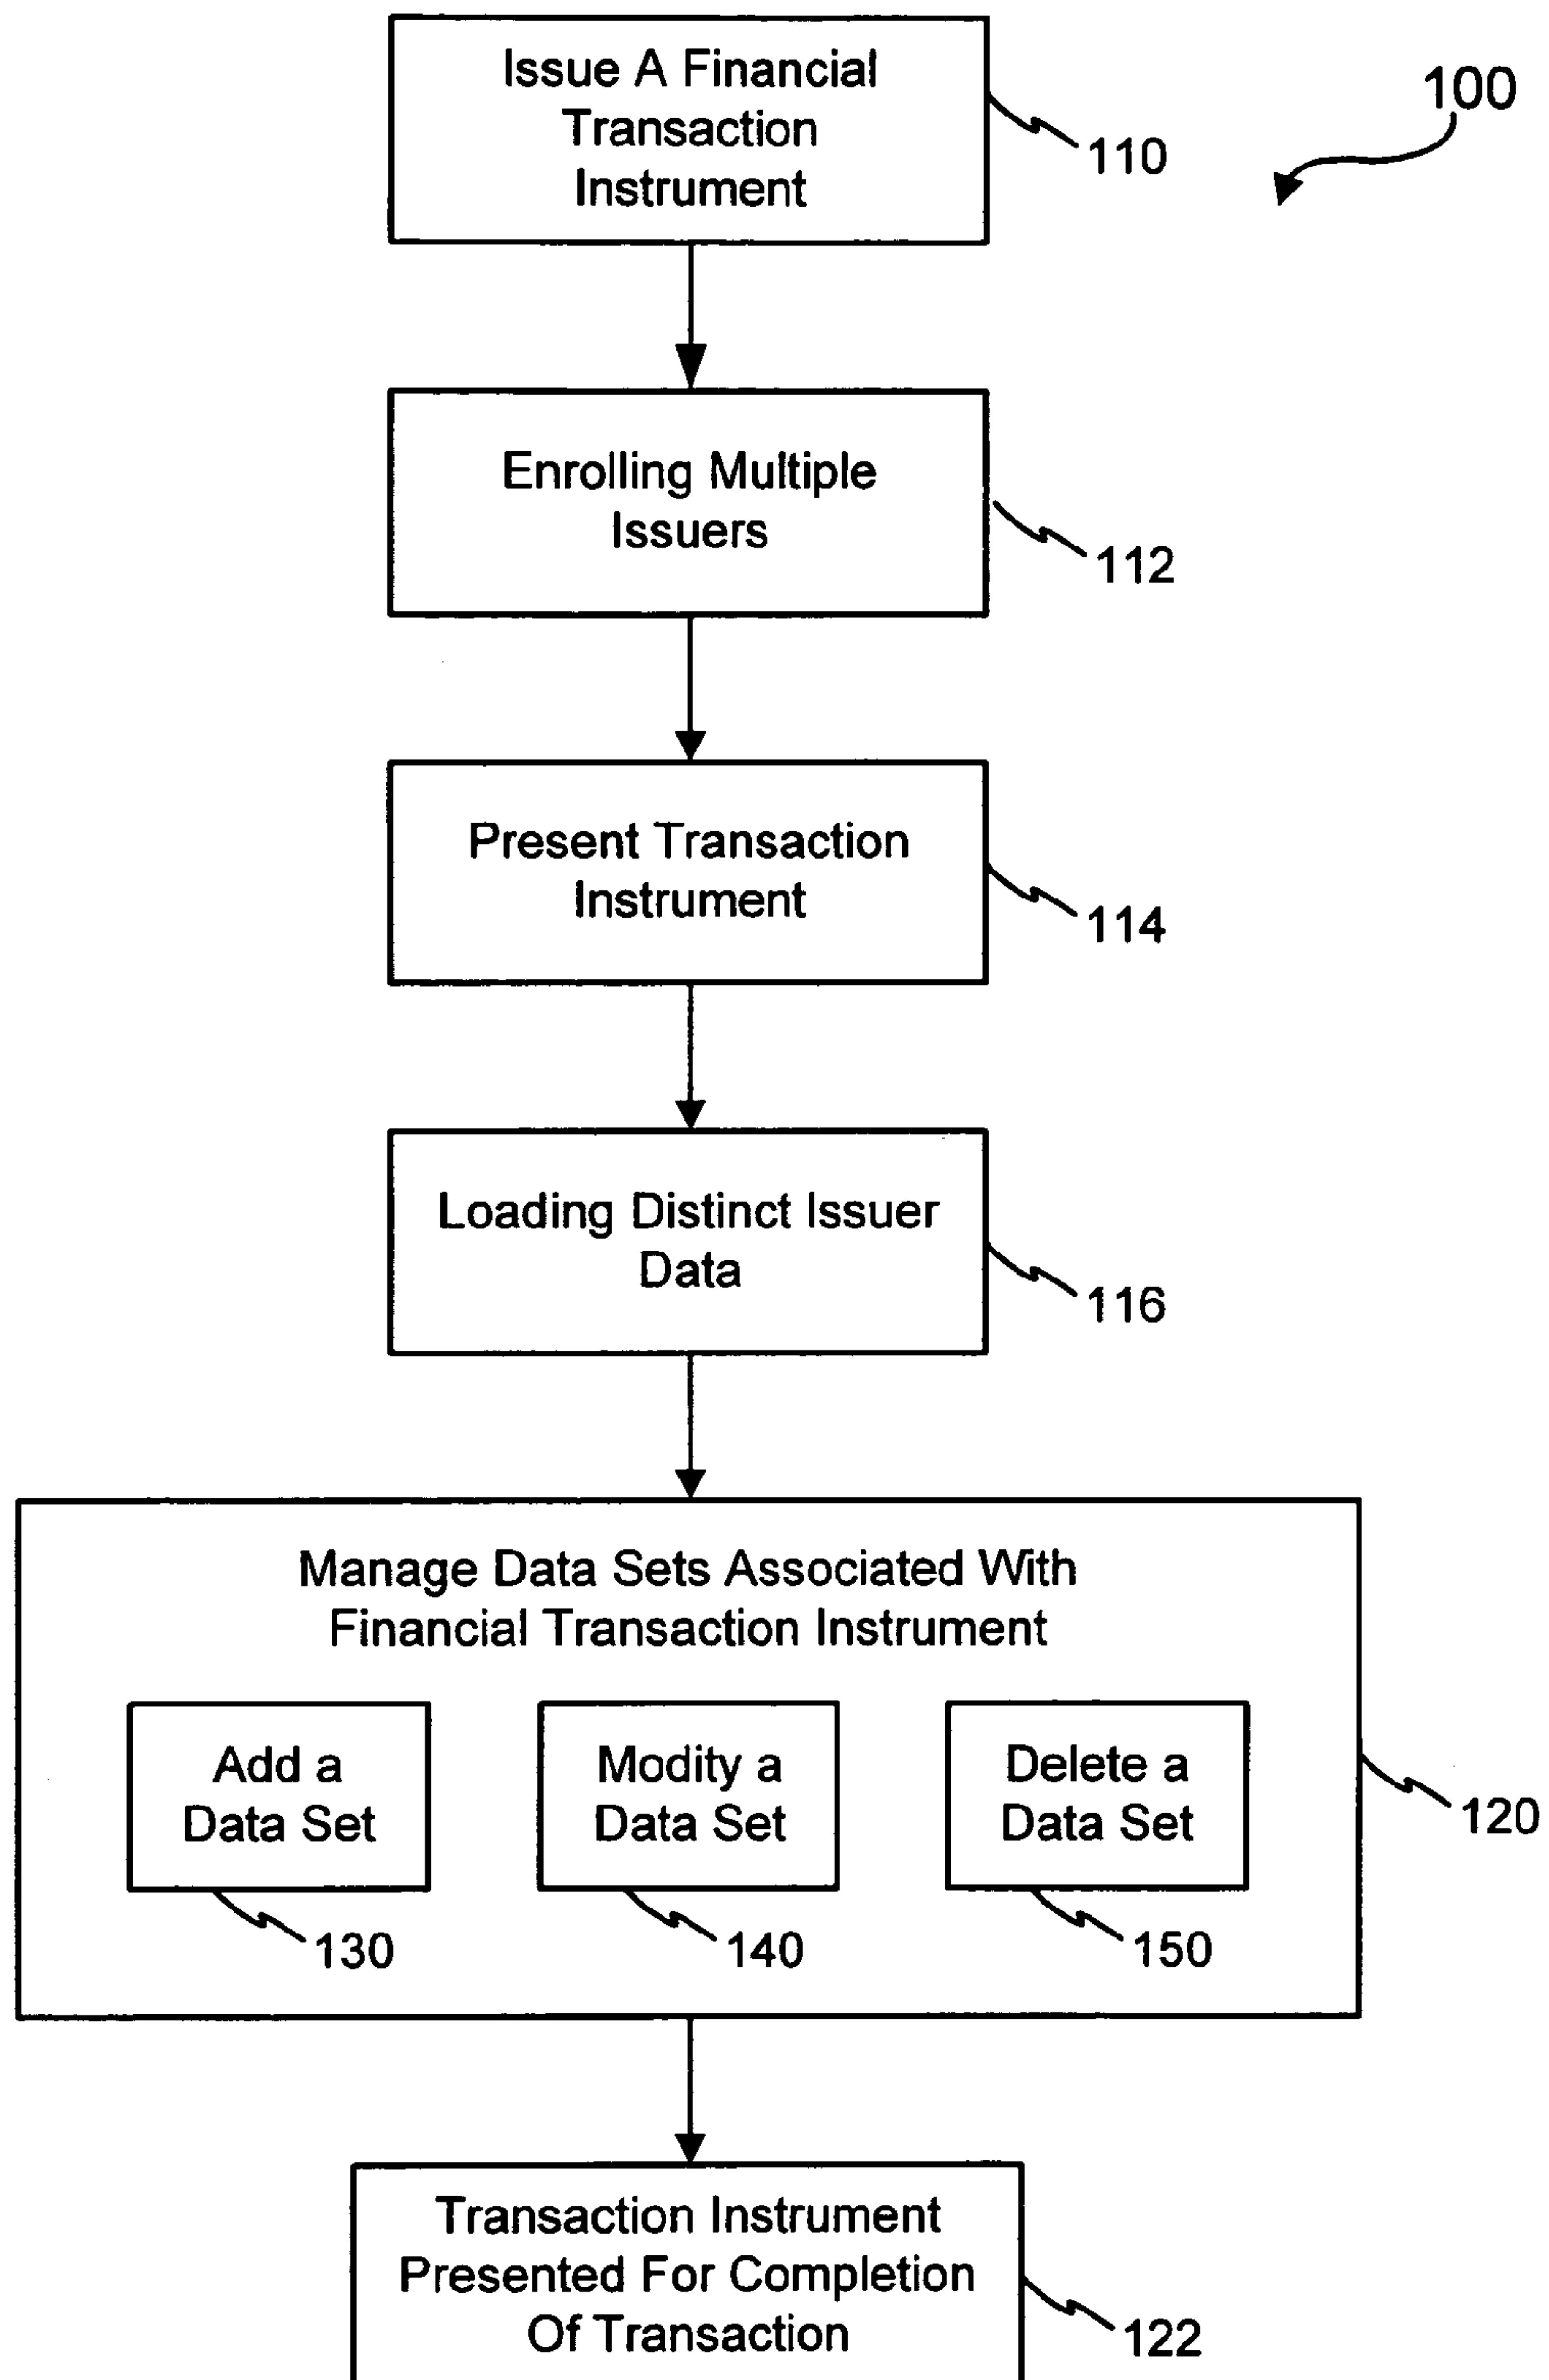 Issue A Financial
Transaction
Instrument
100
110
Enrolling Multiple
Issuers
112
Present Transaction
Instrument
114
Loading Distinct Issuer
Data
116
Manage Data Sets Associated With
Financial Transaction Instrument
Add a
Data Set
Modity a
Data Set
Delete a
Data Set
120
130
140
150
Transaction Instrument
Presented For Completion
Of Transaction
122